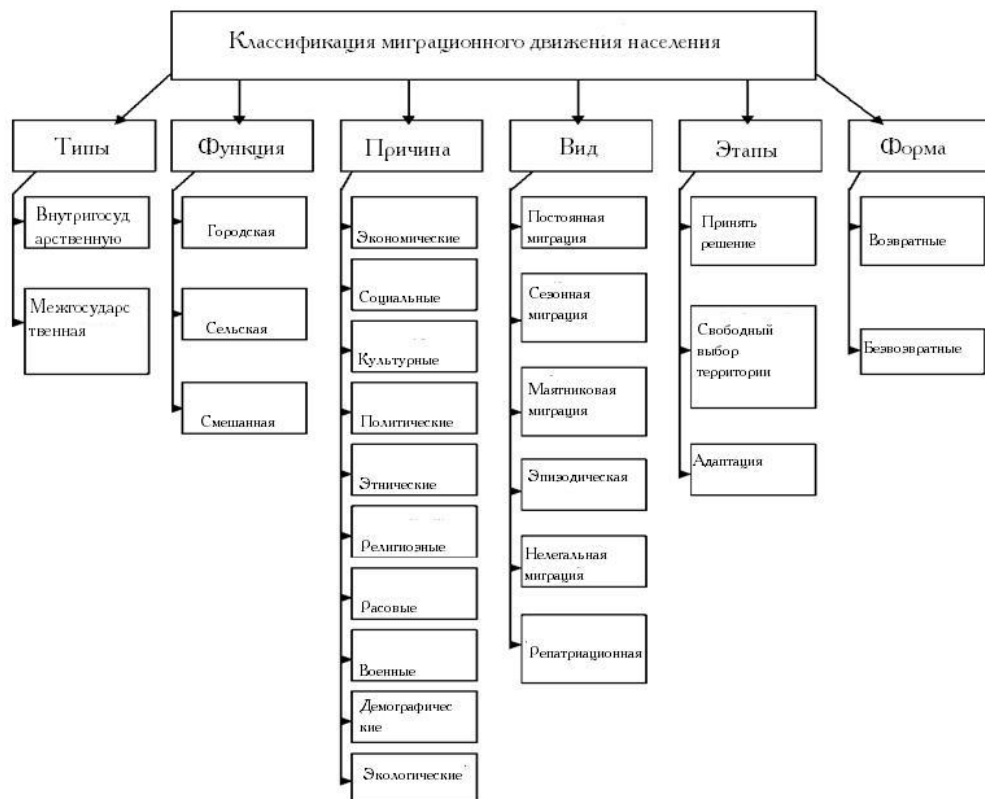 Классификация миграционного движения населения
Типы
Функция
Причина
Вид
Этапы
Форма
Внутригосуд
арственную
Межгосударс
твенная
Городская
Сельская
Смешанная
Экономические
Социальные
Культурные
Политические
Этнические
Религиозные
Расовые
Военные
Демографичес
кие
Экологические
Постоянная
миграция
Сезонная
миграция
Маятниковая
миграция
Эпизодическая
Нелегальная
миграция
Репатриационная
Принять
решение
Свободный
выбор
территории
Адаптация
Возвратные
Безвозвратные